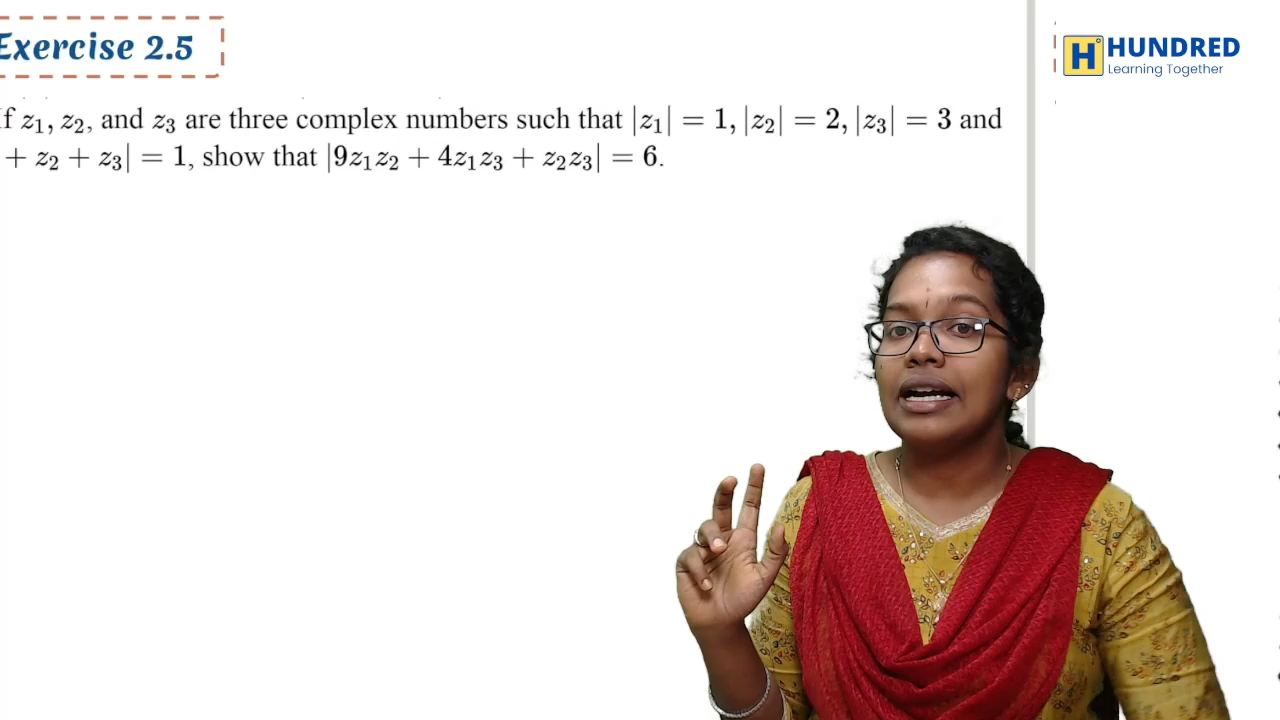 Exercise 2.5
HUNDRED
Learning Together
f z₁, z₂, and z₃ are three complex numbers such that |z₁| = 1, |z₂| = 2, |z₃| = 3 and
+ z₂ + z₃| = 1, show that |9z₁z₂ + 4z₁z₃ + z₂z₃| = 6.